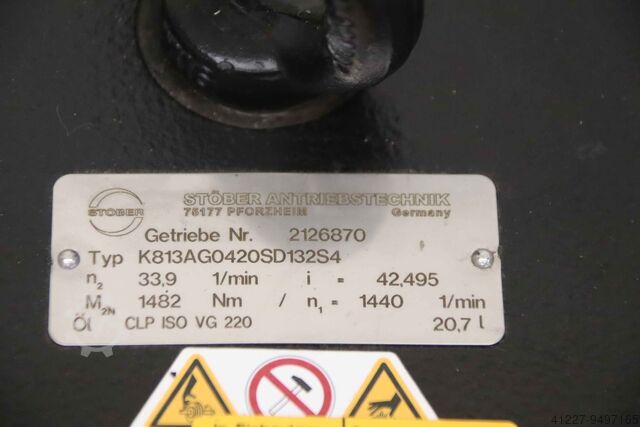 STÖBER ANTRIEBSTECHNIK
75177 PFORZHEIM Germany
STÖBER
Getriebe Nr. 2126870
Typ K813AG0420SD132S4
n2 33,9 1/min i = 42,495
M2N 1482 Nm / n1 = 1440 1/min
Öl CLP ISO VG 220 20,7 l
41227-9497165